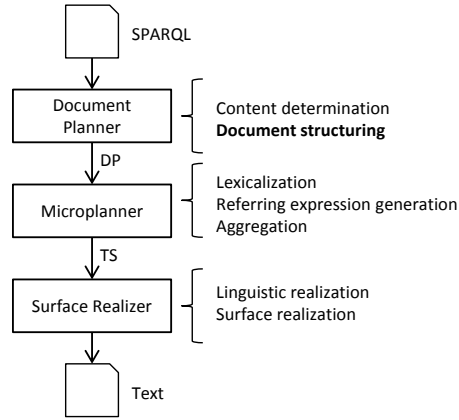 SPARQL
Document
Planner
Content determination
Document structuring
DP
Microplanner
Lexicalization
Referring expression generation
Aggregation
TS
Surface Realizer
Linguistic realization
Surface realization
Text